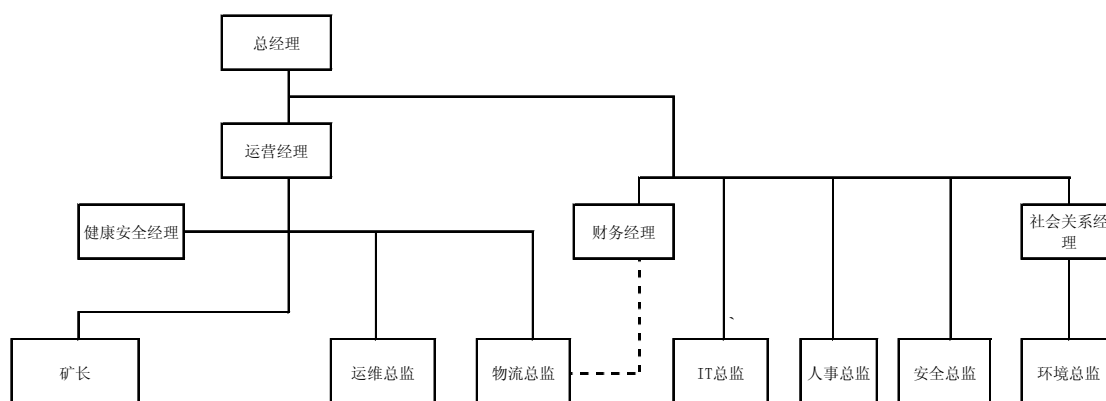 总经理
运营经理
健康安全经理
财务经理
社会关系经
理
`
矿长
运维总监
物流总监
IT总监
人事总监
安全总监
环境总监